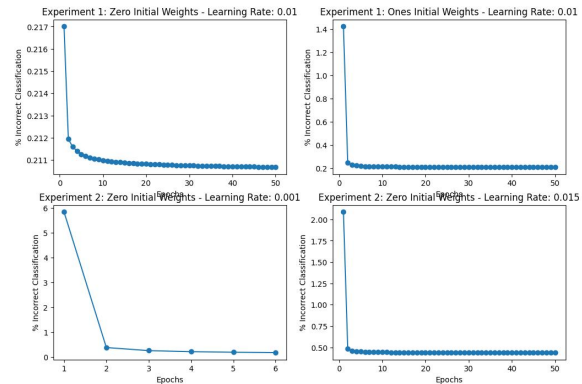 Experiment 1: Zero Initial Weights - Learning Rate: 0.01
% Incorrect Classification
0.217
0.216
0.215
0.214
0.213
0.212
0.211
0 10 20 30 40 50
Epochs
Experiment 1: Ones Initial Weights - Learning Rate: 0.01
% Incorrect Classification
1.4
1.2
1.0
0.8
0.6
0.4
0.2
0 10 20 30 40 50
Epochs
Experiment 2: Zero Initial Weights - Learning Rate: 0.001
% Incorrect Classification
6
5
4
3
2
1
0
1 2 3 4 5 6
Epochs
Experiment 2: Zero Initial Weights - Learning Rate: 0.015
% Incorrect Classification
2.00
1.75
1.50
1.25
1.00
0.75
0.50
0 10 20 30 40 50
Epochs